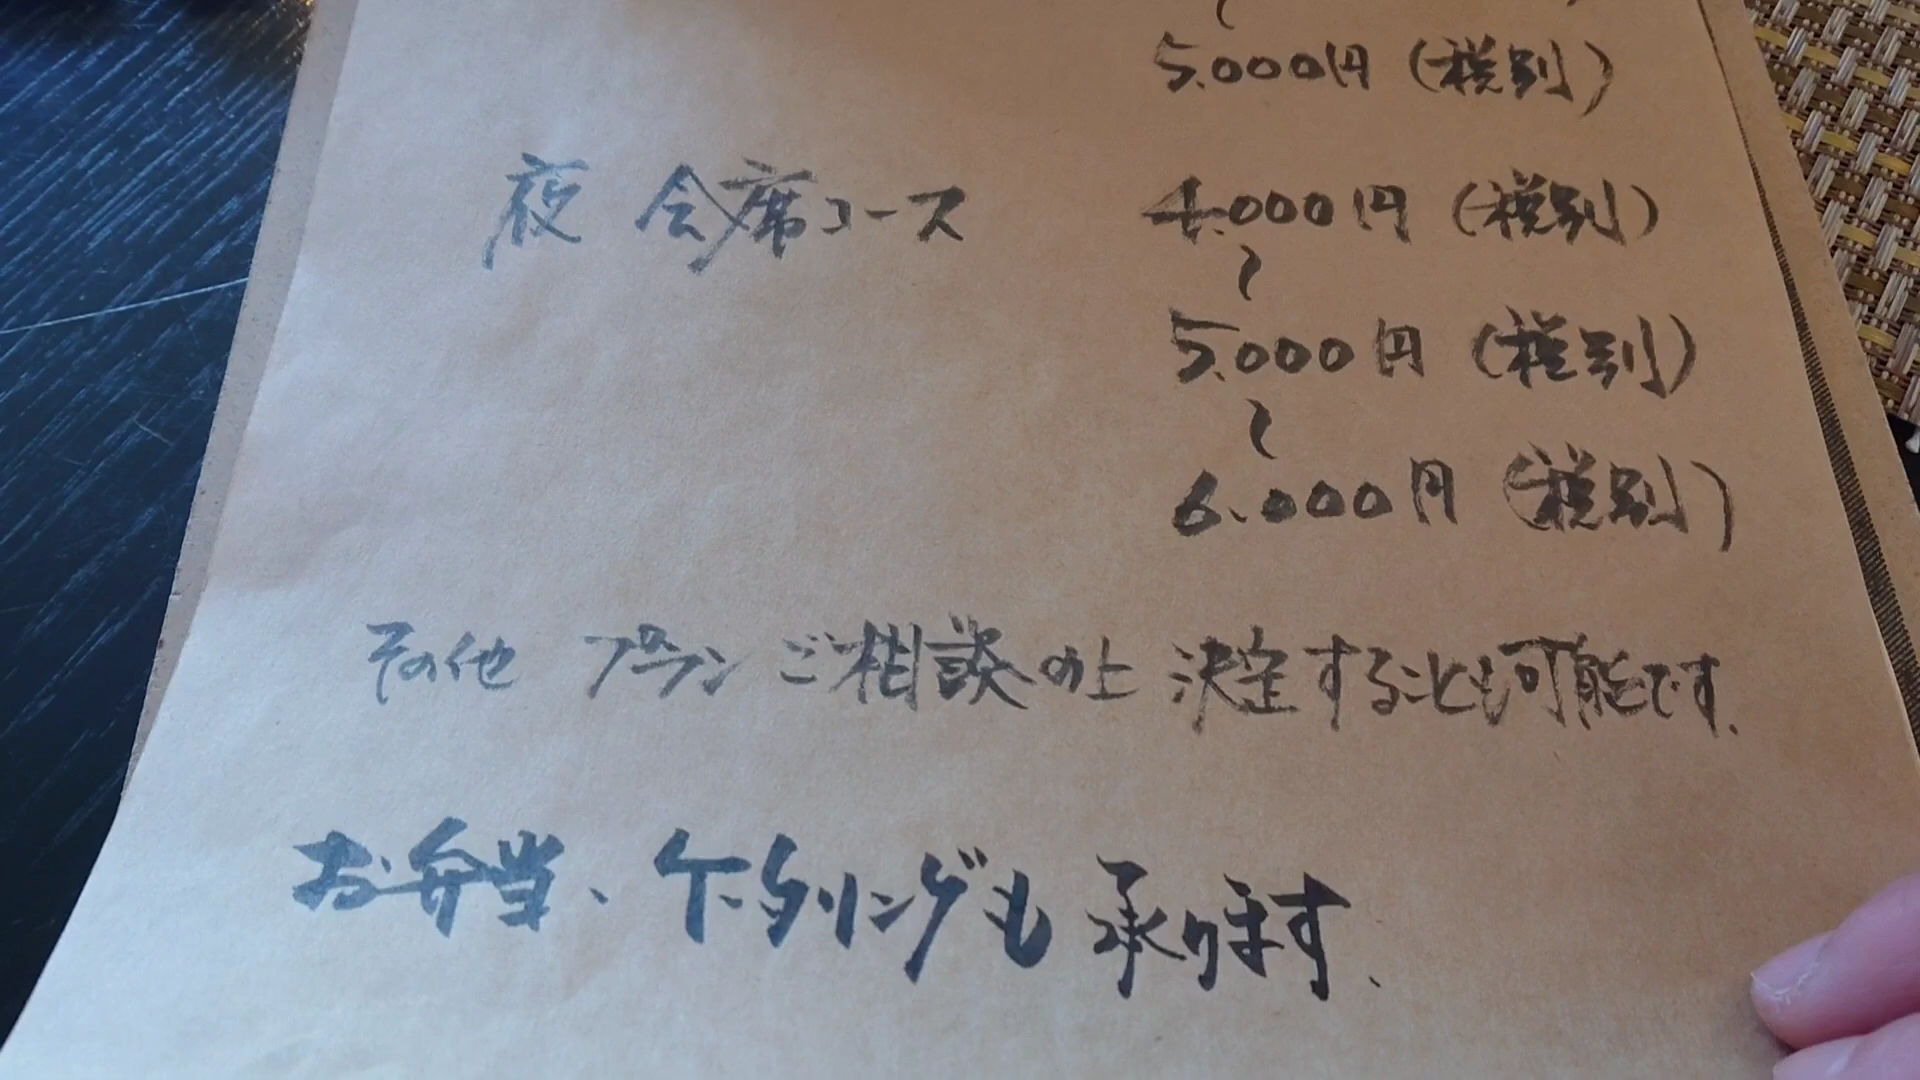 5.000円(税別)
夜 会席コース 4.000円(税別)
〜
5.000円(税別)
〜
6.000円(税別)
その他 プランご相談の上 決定することも可能です.
お弁当、ケータリングも承ります.